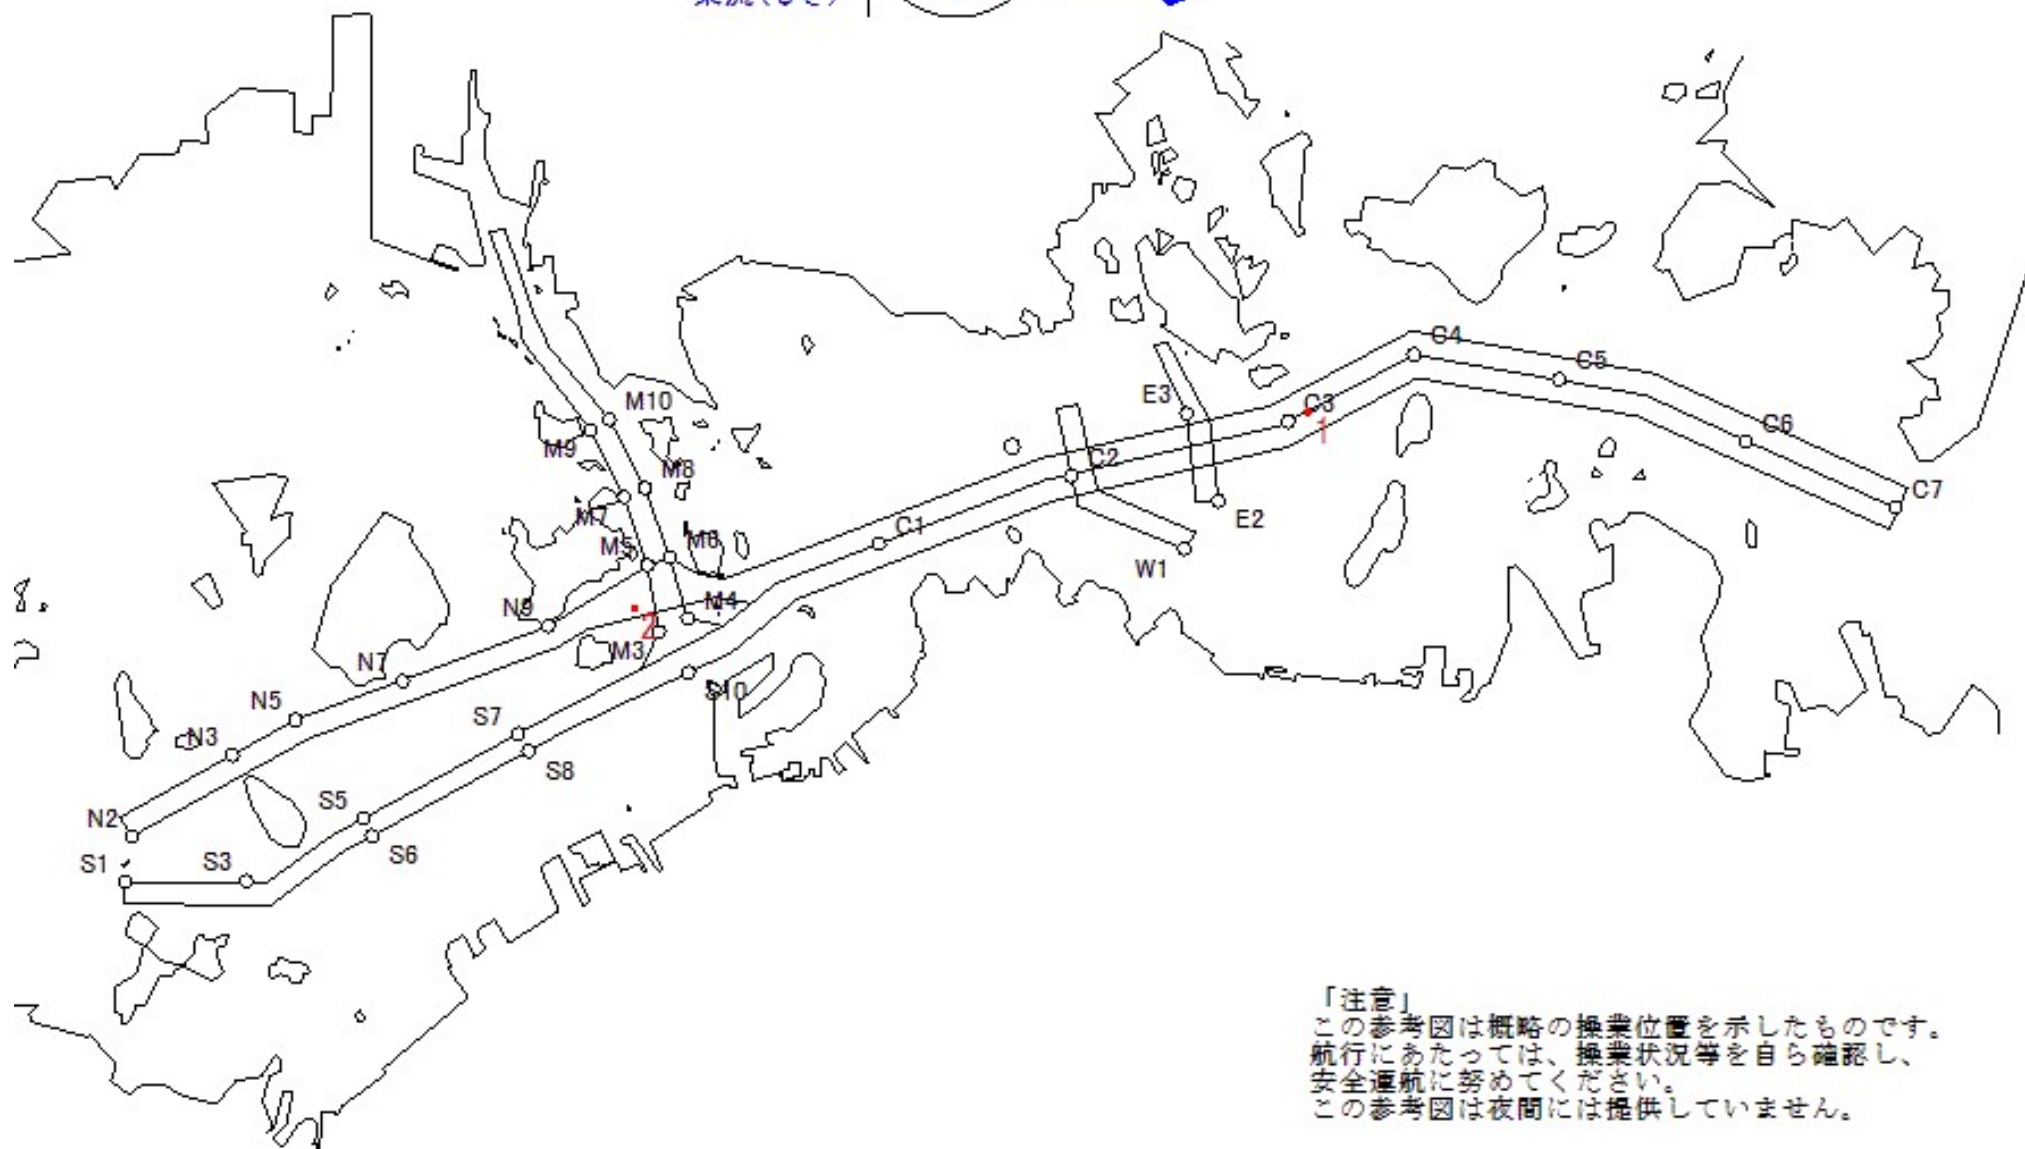 C4
C5
C3
1
C6
C7
E3
E2
C2
W1
C1
M10
M9
M8
M7
M6
M5
M4
M3
2
N9
N7
N5
N3
N2
S1
S3
S5
S6
S7
S8
S10
「注意」
この参考図は概略の操業位置を示したものです。
航行にあたっては、操業状況等を自ら確認し、
安全運航に努めてください。
この参考図は夜間には提供していません。